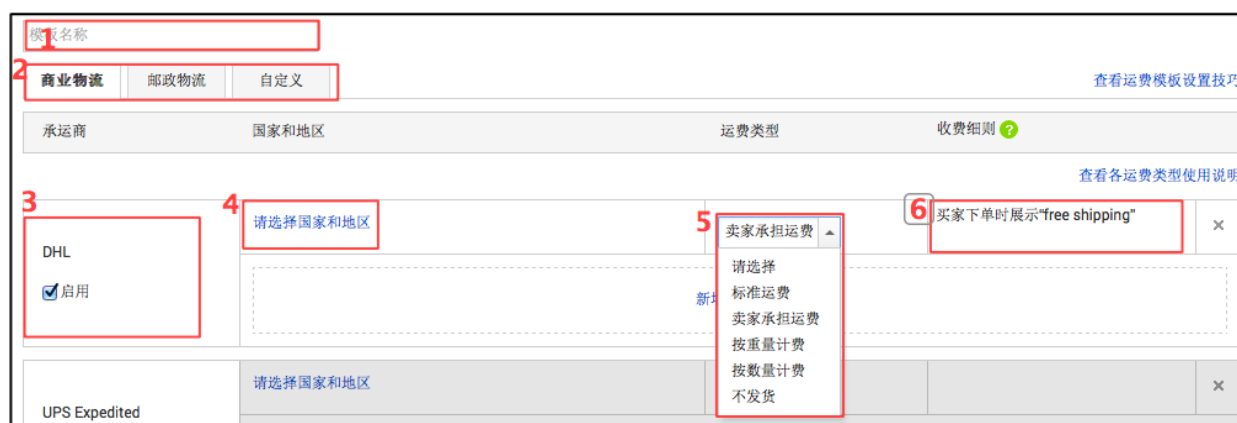 模板名称
1
2
商业物流 邮政物流 自定义 查看运费模板设置技巧
承运商 国家和地区 运费类型 收费细则 ?
查看各运费类型使用说明
3 4 5 6
请选择国家和地区 卖家承担运费 买家下单时展示“free shipping”
DHL
启用
新增
请选择
标准运费
卖家承担运费
按重量计费
按数量计费
不发货
请选择国家和地区
UPS Expedited